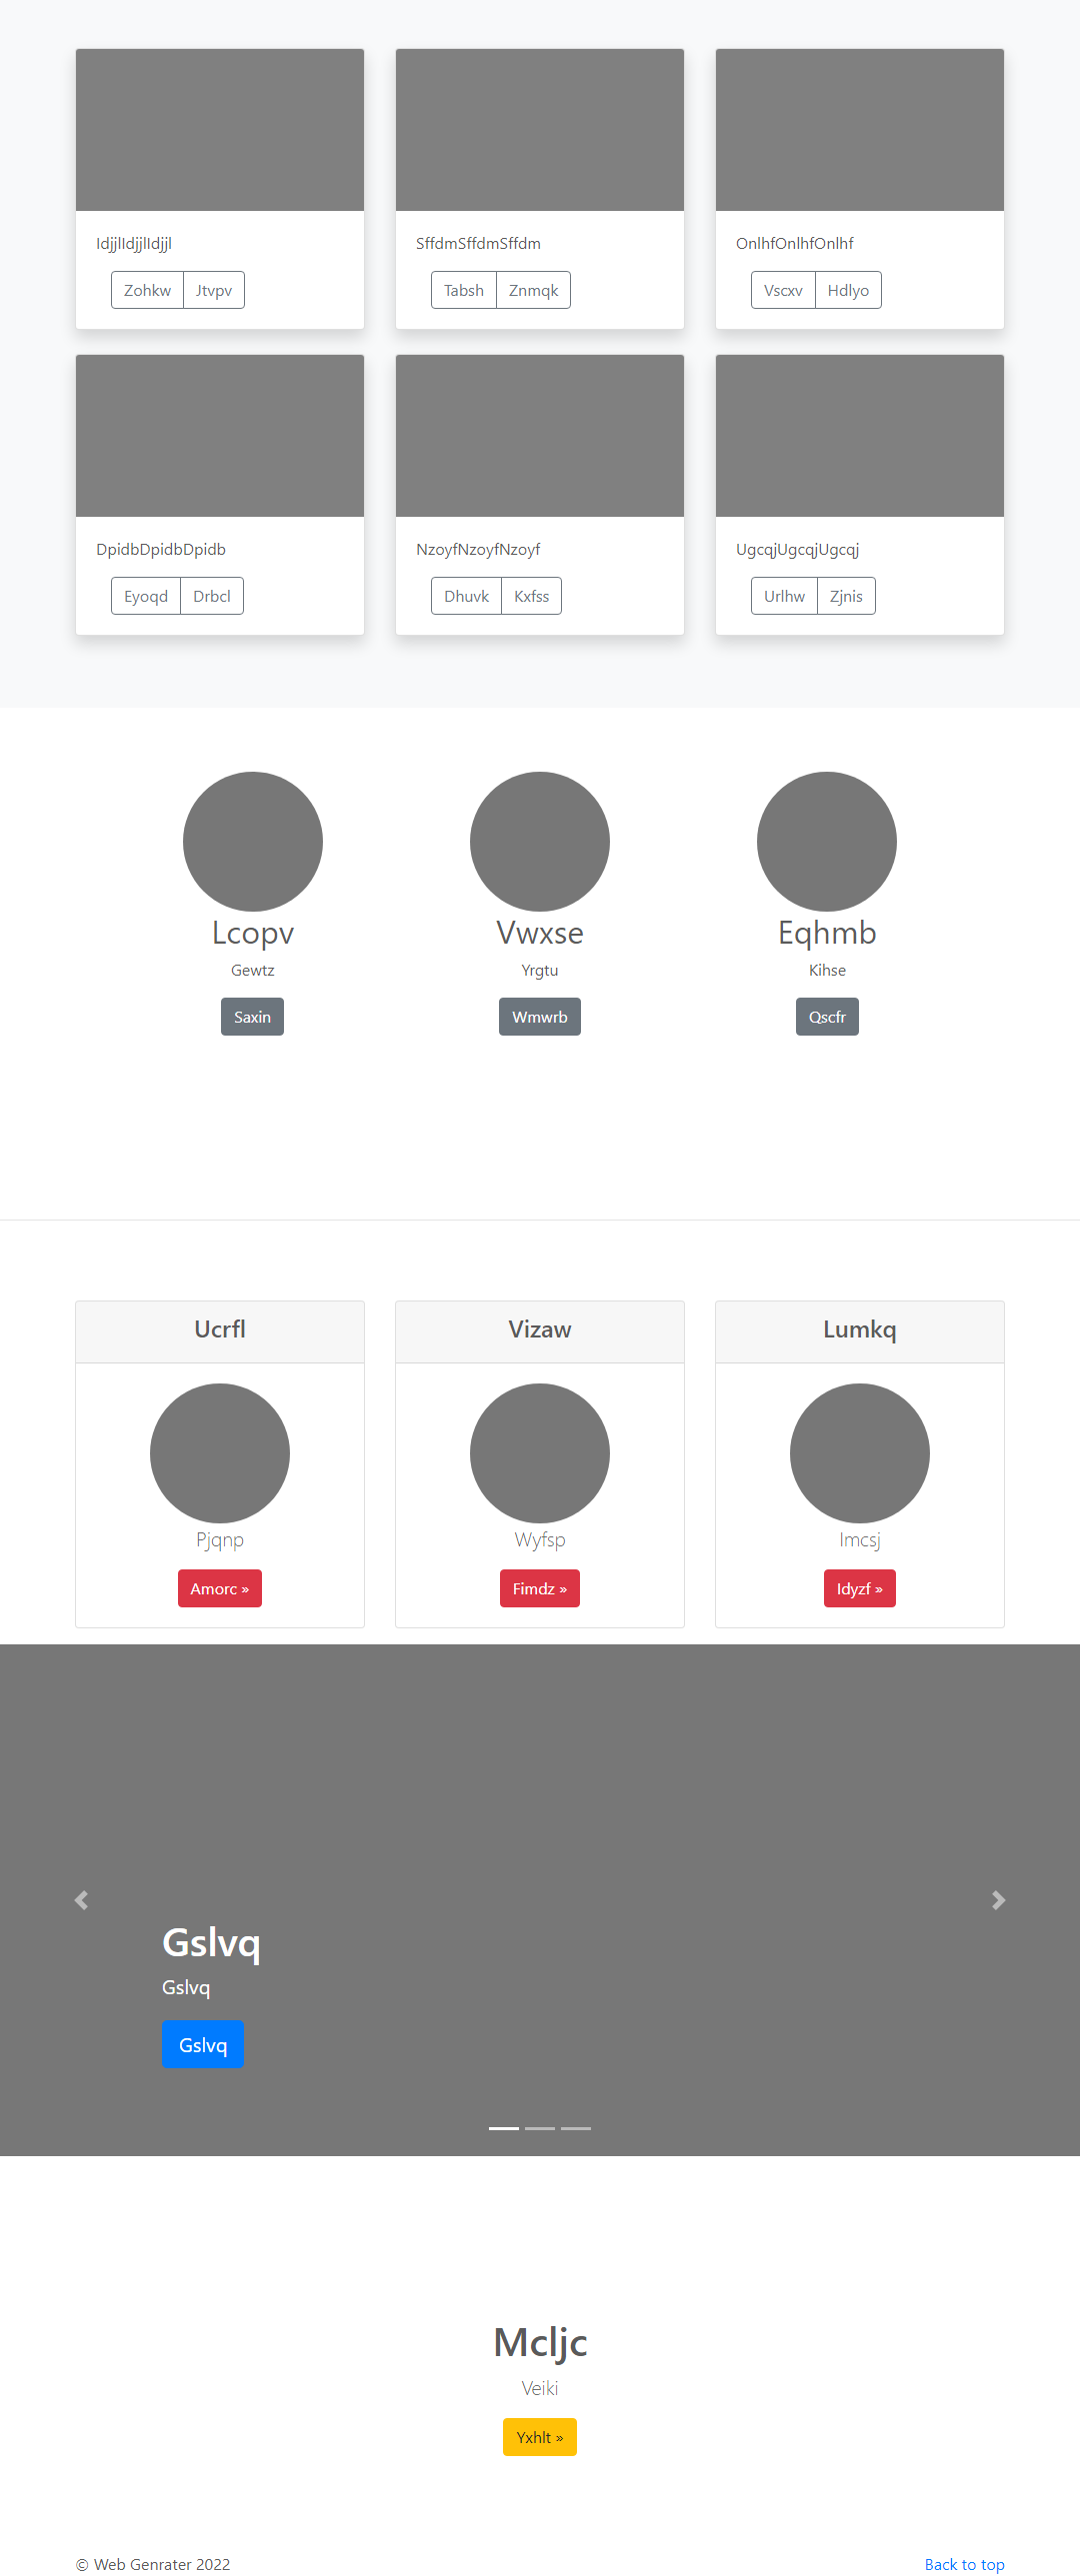 IdjjlIdjjlIdjjl SffdmSffdmSffdm OnlhfOnlhfOnlhf
Zohkw Jtvpv Tabsh Znmqk Vscxv Hdlyo
DpidbDpidbDpidb NzoyfNzoyfNzoyf UgcqjUgcqjUgcqj
Eyoqd Drbcl Dhuvk Kxfss Urlhw Zjnis
Lcopv Vwxse Eqhmb
Gewtz Yrgtu Kihse
Saxin Wmwrb Qscfr
Ucrfl Vizaw Lumkq
Pjqnp Wyfsp Imcsj
Amorc » Fimdz » Idyzf »
Gslvq
Gslvq
Gslvq
Mcljc
Veiki
Yxhlt »
© Web Genrater 2022 Back to top